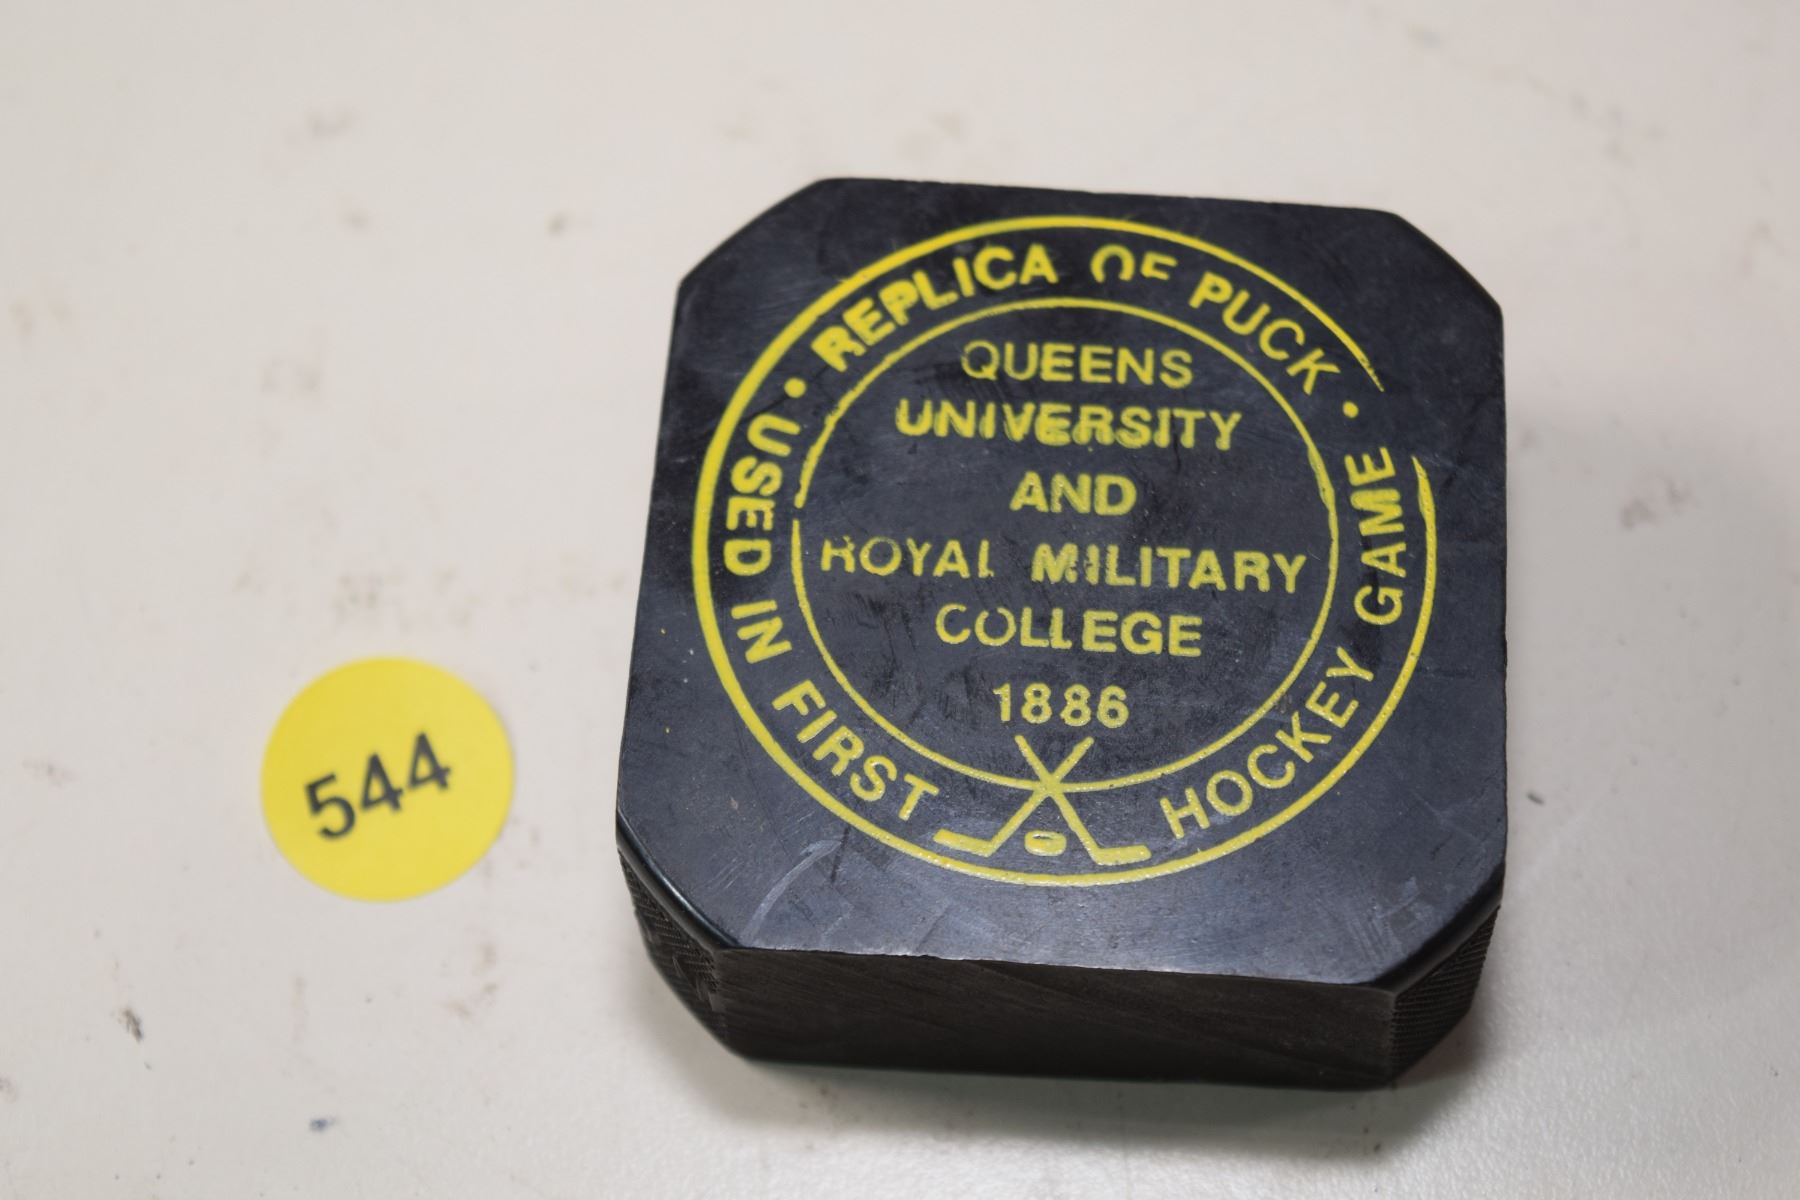 • REPLICA OF PUCK •
USED IN FIRST HOCKEY GAME
QUEENS
UNIVERSITY
AND
ROYAL MILITARY
COLLEGE
1886
544